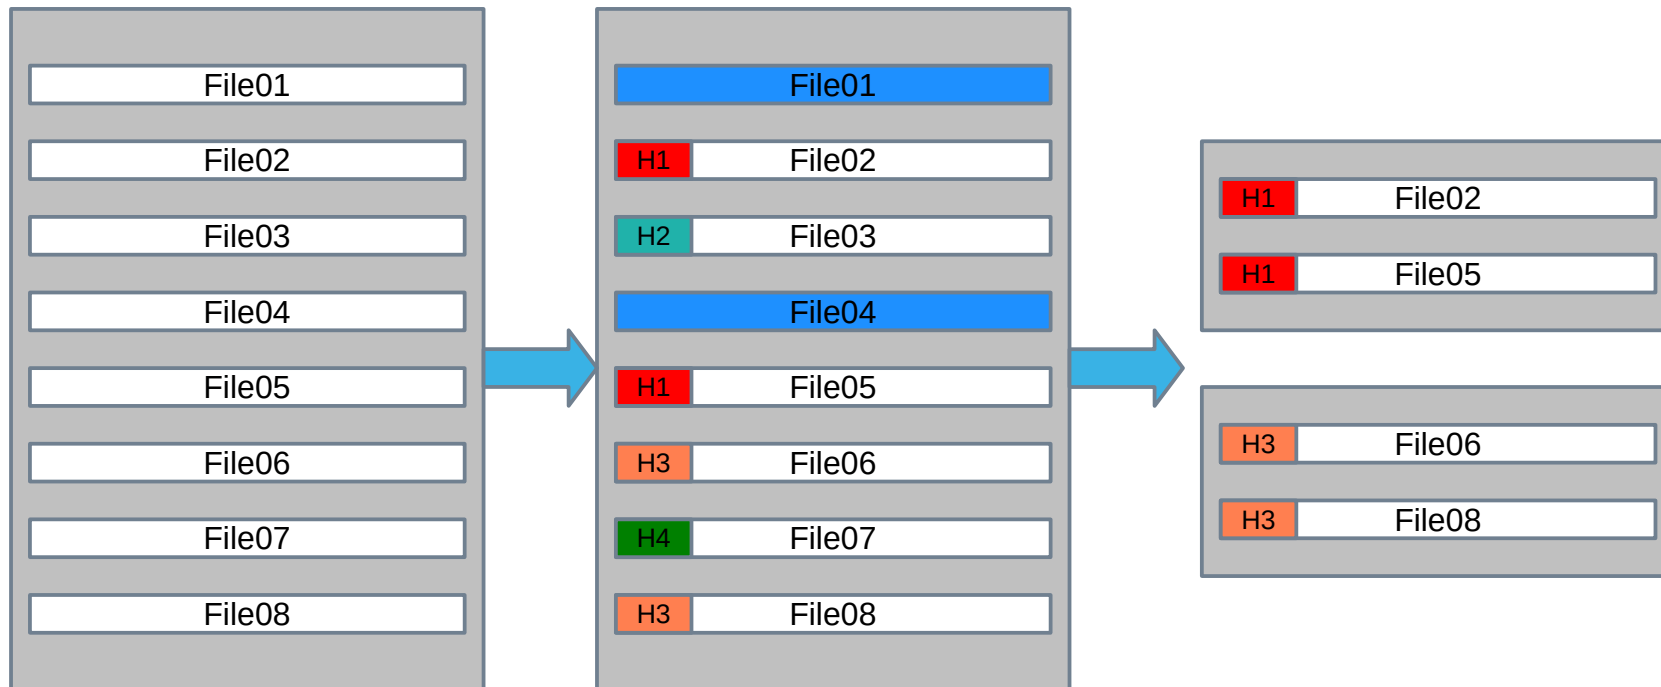 File01
File02
File03
File04
File05
File06
File07
File08
File01
H1 File02
H2 File03
File04
H1 File05
H3 File06
H4 File07
H3 File08
H1 File02
H1 File05
H3 File06
H3 File08